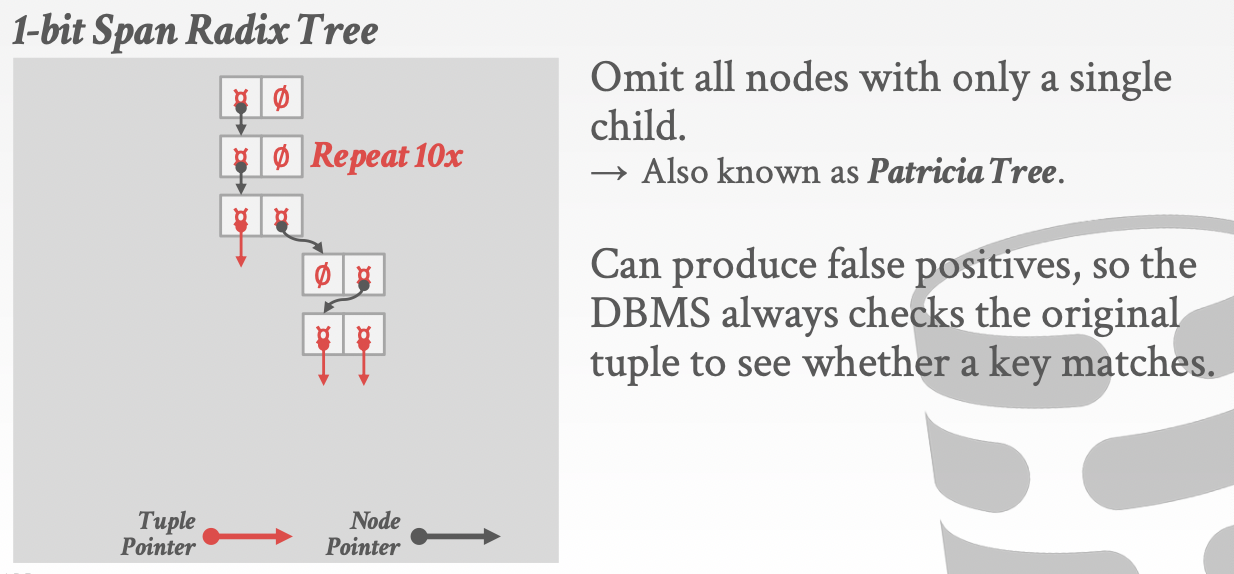 1-bit Span Radix Tree
¤ Ø
¤ Ø Repeat 10x
¤ ¤
Ø ¤
¤ ¤
Tuple
Pointer
Node
Pointer
Omit all nodes with only a single
child.
→ Also known as Patricia Tree.
Can produce false positives, so the
DBMS always checks the original
tuple to see whether a key matches.